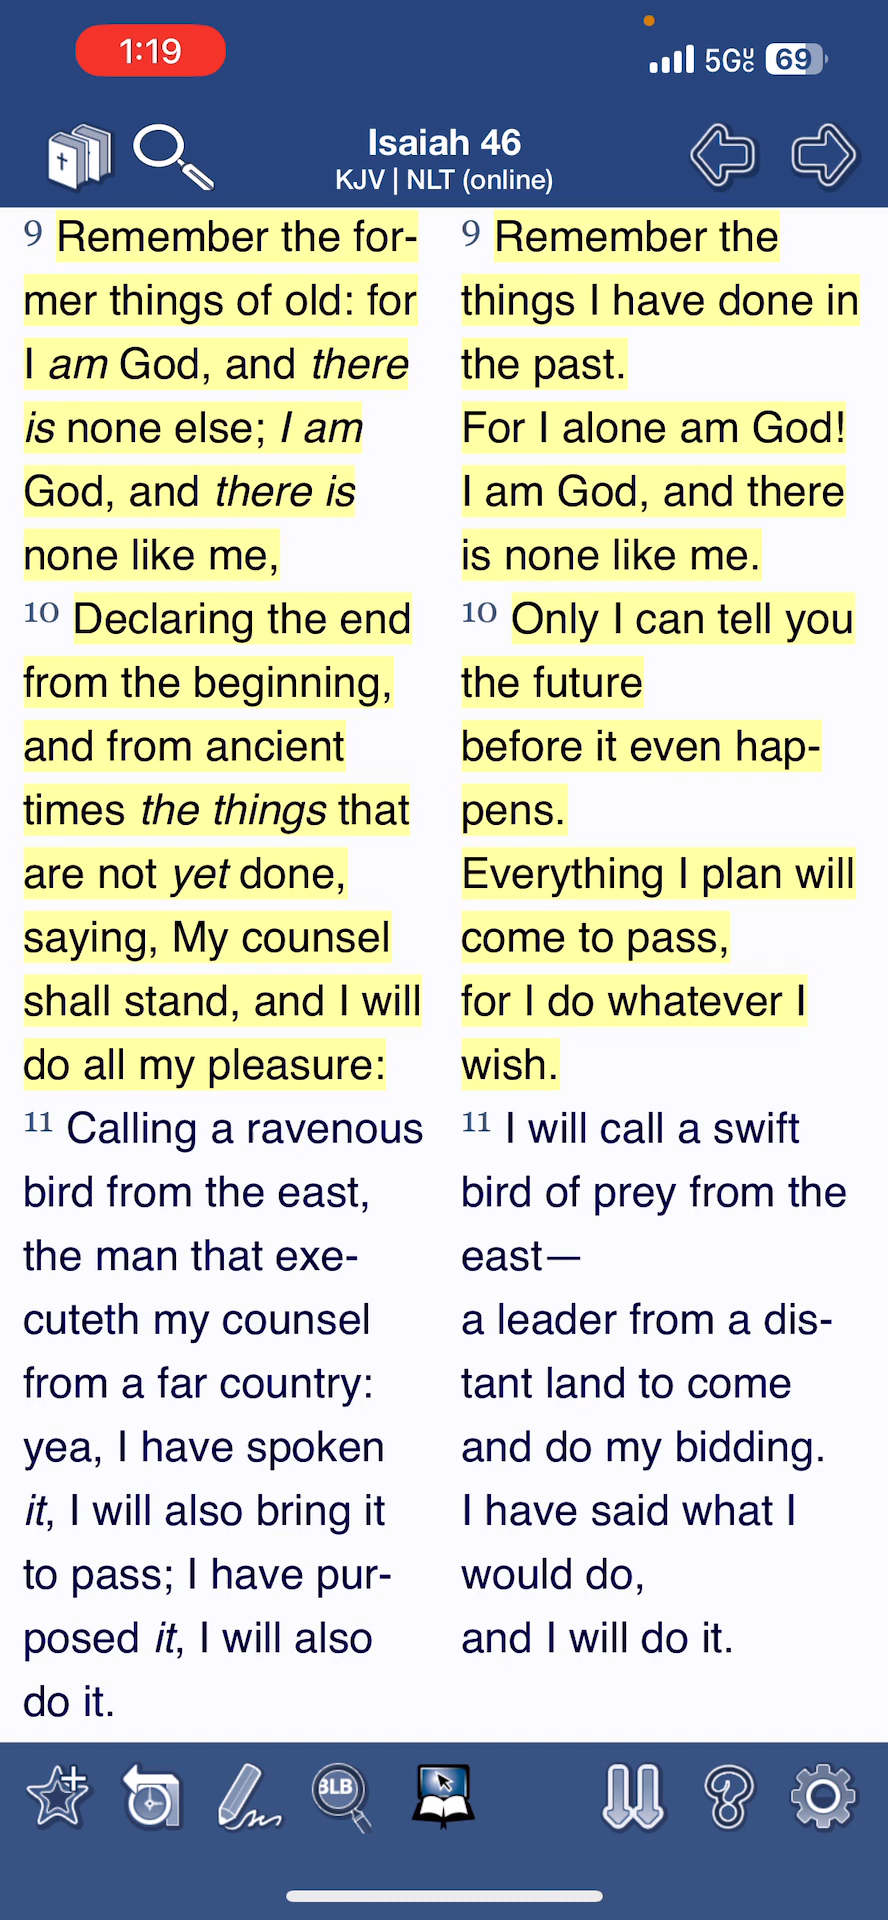 1:19
5GUC 69
Isaiah 46
KJV | NLT (online)
9 Remember the for-
mer things of old: for
I am God, and there
is none else; I am
God, and there is
none like me,
10 Declaring the end
from the beginning,
and from ancient
times the things that
are not yet done,
saying, My counsel
shall stand, and I will
do all my pleasure:
11 Calling a ravenous
bird from the east,
the man that exe-
cuteth my counsel
from a far country:
yea, I have spoken
it, I will also bring it
to pass; I have pur-
posed it, I will also
do it.
9 Remember the
things I have done in
the past.
For I alone am God!
I am God, and there
is none like me.
10 Only I can tell you
the future
before it even hap-
pens.
Everything I plan will
come to pass,
for I do whatever I
wish.
11 I will call a swift
bird of prey from the
east—
a leader from a dis-
tant land to come
and do my bidding.
I have said what I
would do,
and I will do it.
BLB